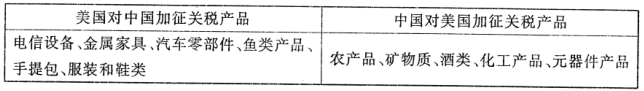 美国对中国加征关税产品
中国对美国加征关税产品
电信设备、金属家具、汽车零部件、鱼类产品、
手提包、服装和鞋类
农产品、矿物质、酒类、化工产品、元器件产品